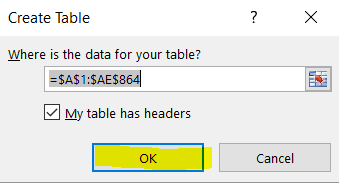 Create Table
?
Where is the data for your table?
=$A$1:$AE$864
My table has headers
OK Cancel